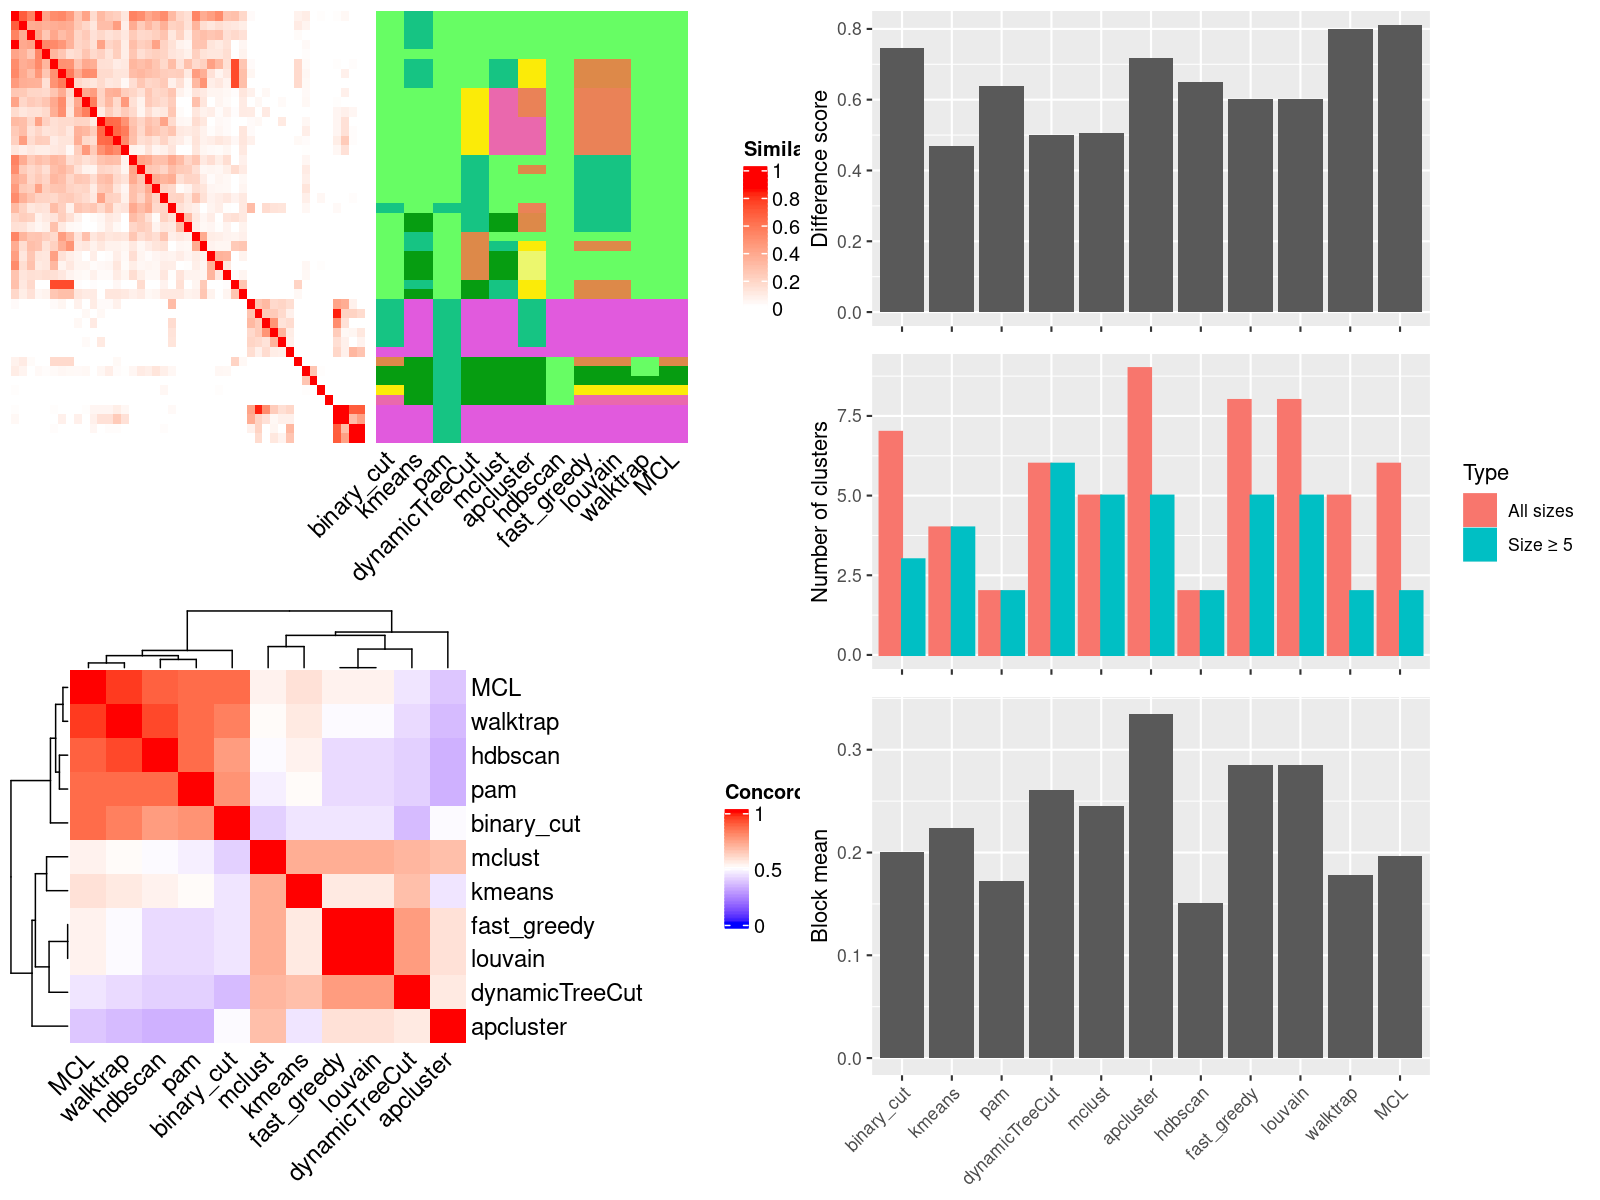 Simila
1
0.8
0.6
0.4
0.2
0
binary_cut
kmeans
pam
dynamicTreeCut
mclust
apcluster
hdbscan
fast_greedy
louvain
walktrap
MCL
MCL
walktrap
hdbscan
pam
binary_cut
mclust
kmeans
fast_greedy
louvain
dynamicTreeCut
apcluster
Concord
1
0.5
0
MCL
walktrap
hdbscan
pam
binary_cut
mclust
kmeans
fast_greedy
louvain
dynamicTreeCut
apcluster
Difference score
0.8
0.6
0.4
0.2
0.0
Number of clusters
7.5
5.0
2.5
0.0
Type
All sizes
Size ≥ 5
Block mean
0.3
0.2
0.1
0.0
binary_cut
kmeans
pam
dynamicTreeCut
mclust
apcluster
hdbscan
fast_greedy
louvain
walktrap
MCL